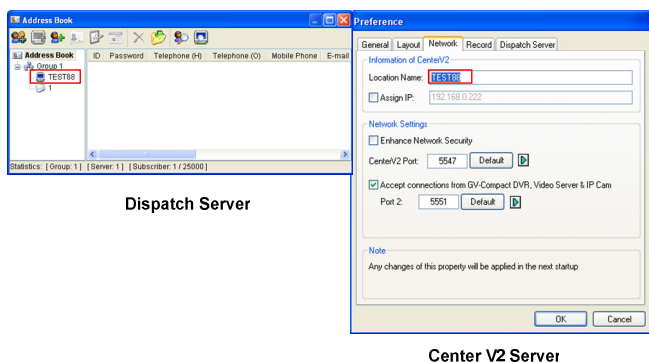 Address Book
Address Book
ID Password Telephone (H) Telephone (O) Mobile Phone E-mail
Group 1
TEST88
1
Statistics: [ Group: 1 ] [ Server: 1 ] [ Subscriber: 1 / 25000 ]
Dispatch Server
Preference
General Layout Network Record Dispatch Server
Information of CenterV2
Location Name: TEST88
Assign IP: 192.168.0.222
Network Settings
Enhance Network Security
CenterV2 Port: 5547 Default
Accept connections from GV-Compact DVR, Video Server & IP Cam
Port 2: 5551 Default
Note
Any changes of this property will be applied in the next startup
OK Cancel
Center V2 Server